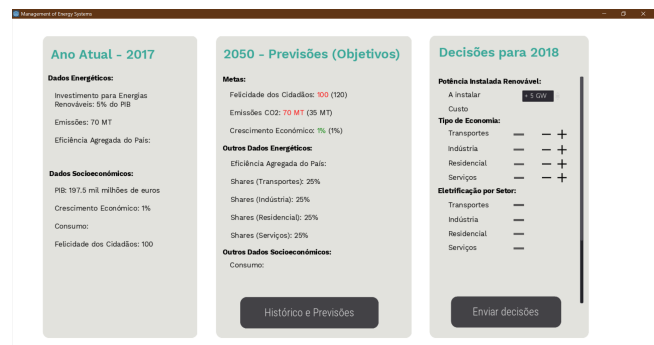 Management of Energy Systems
Ano Atual - 2017
Dados Energéticos:
Investimento para Energias
Renováveis: 5% do PIB
Emissões: 70 MT
Eficiência Agregada do País:
Dados Socioeconómicos:
PIB: 197.5 mil milhões de euros
Crescimento Económico: 1%
Consumo:
Felicidade dos Cidadãos: 100
2050 - Previsões (Objetivos)
Metas:
Felicidade dos Cidadãos: 100 (120)
Emissões CO2: 70 MT (35 MT)
Crescimento Económico: 1% (1%)
Outros Dados Energéticos:
Eficiência Agregada do País:
Shares (Transportes): 25%
Shares (Indústria): 25%
Shares (Residencial): 25%
Shares (Serviços): 25%
Outros Dados Socioeconómicos:
Consumo:
Histórico e Previsões
Decisões para 2018
Potência Instalada Renovável:
A instalar + 5 GW
Custo
Tipo de Economia:
Transportes — — +
Indústria — — +
Residencial — — +
Serviços — — +
Eletrificação por Setor:
Transportes —
Indústria —
Residencial —
Serviços —
Enviar decisões